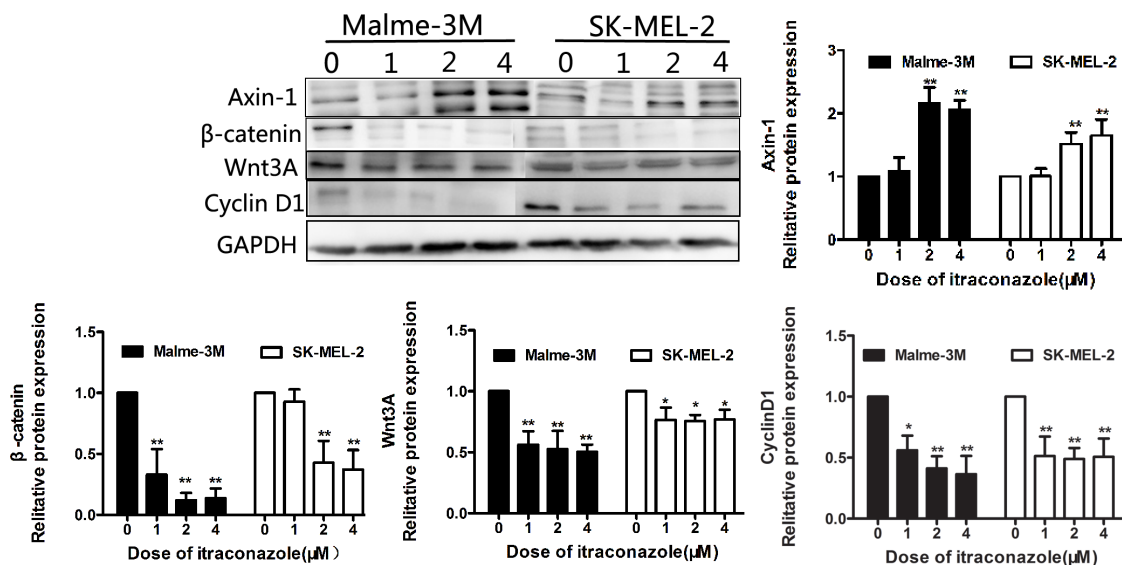 Malme-3M SK-MEL-2
0 1 2 4 0 1 2 4
Axin-1
β-catenin
Wnt3A
Cyclin D1
GAPDH
Axin-1
Relitative protein expression
3
2
1
0
Malme-3M SK-MEL-2
** ** ** **
0 1 2 4 0 1 2 4
Dose of itraconazole(μM)
β-catenin
Relitative protein expression
1.5
1.0
0.5
0.0
Malme-3M SK-MEL-2
** ** ** ** **
0 1 2 4 0 1 2 4
Dose of itraconazole(μM）
Wnt3A
Relitative protein expression
1.5
1.0
0.5
0.0
Malme-3M SK-MEL-2
** ** ** * * *
0 1 2 4 0 1 2 4
Dose of itraconazole(μM)
CyclinD1
Relitative protein expression
1.5
1.0
0.5
0.0
Malme-3M SK-MEL-2
* ** ** ** ** **
0 1 2 4 0 1 2 4
Dose of itraconazole(μM)